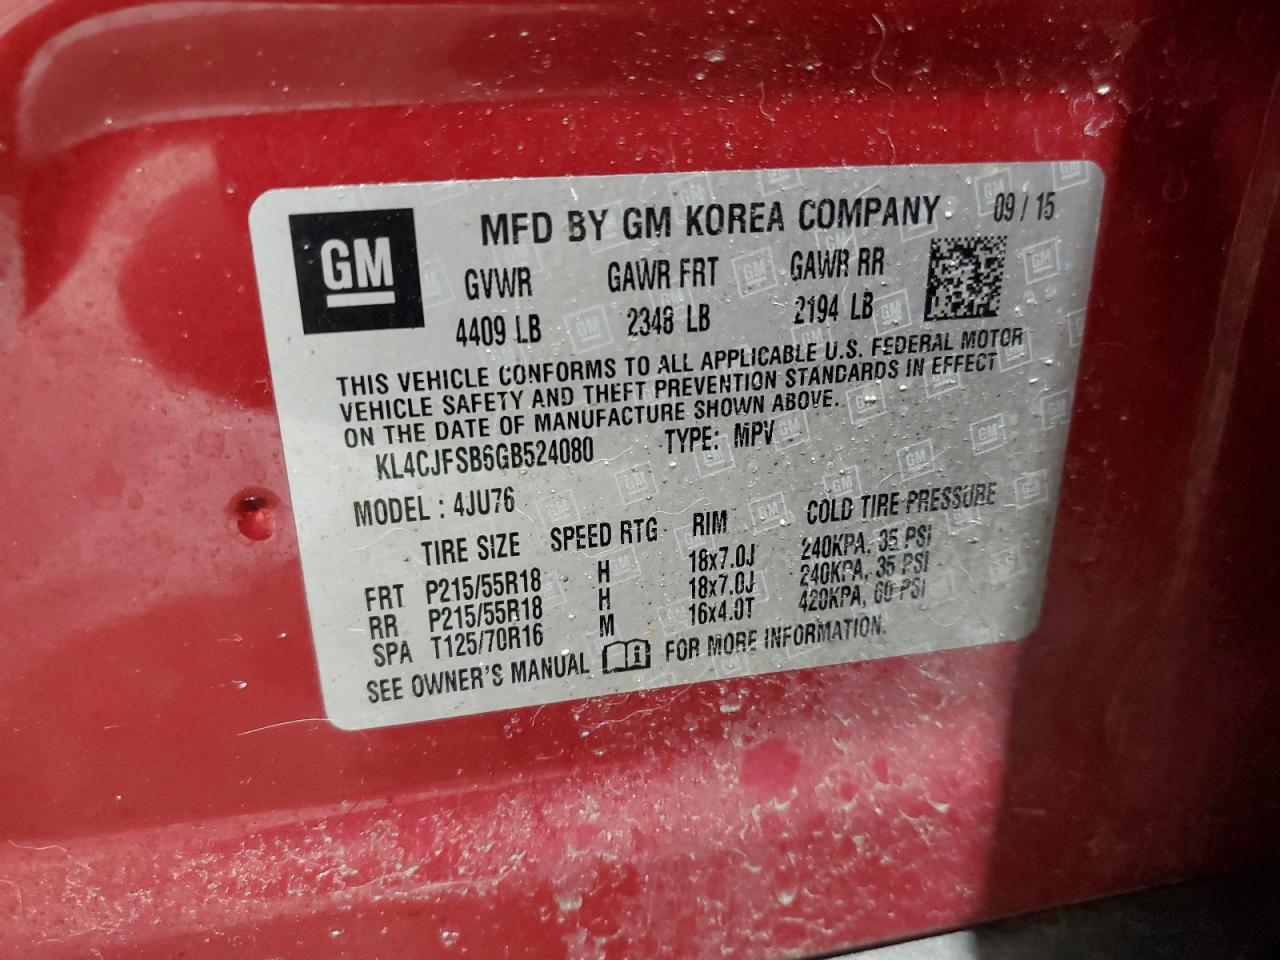 GM
MFD BY GM KOREA COMPANY 09 / 15
GVWR GAWR FRT GAWR RR
4409 LB 2348 LB 2194 LB
THIS VEHICLE CONFORMS TO ALL APPLICABLE U.S. FEDERAL MOTOR
VEHICLE SAFETY AND THEFT PREVENTION STANDARDS IN EFFECT
ON THE DATE OF MANUFACTURE SHOWN ABOVE.
KL4CJFSB6GB524080 TYPE: MPV
MODEL : 4JU76
TIRE SIZE SPEED RTG RIM COLD TIRE PRESSURE
FRT P215/55R18 H 18x7.0J 240KPA, 35 PSI
RR P215/55R18 H 18x7.0J 240KPA, 35 PSI
SPA T125/70R16 M 16x4.0T 420KPA, 60 PSI
SEE OWNER'S MANUAL FOR MORE INFORMATION.